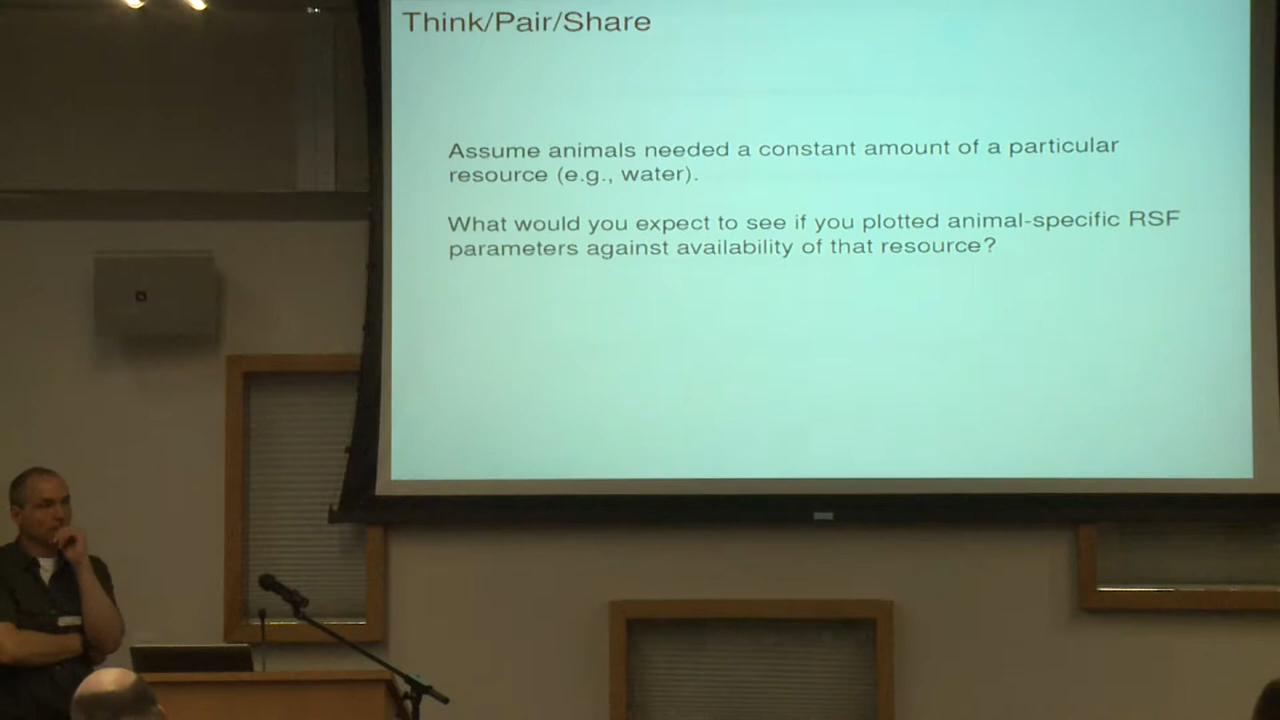 Think/Pair/Share
Assume animals needed a constant amount of a particular
resource (e.g., water).
What would you expect to see if you plotted animal-specific RSF
parameters against availability of that resource?